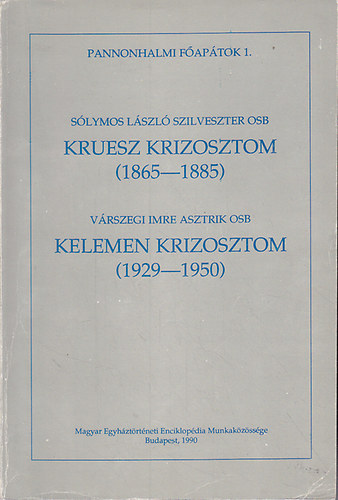 PANNONHALMI FŐAPÁTOK 1.
SÓLYMOS LÁSZLÓ SZILVESZTER OSB
KRUESZ KRIZOSZTOM
(1865—1885)
VÁRSZEGI IMRE ASZTRIK OSB
KELEMEN KRIZOSZTOM
(1929—1950)
Magyar Egyháztörténeti Enciklopédia Munkaközössége
Budapest, 1990